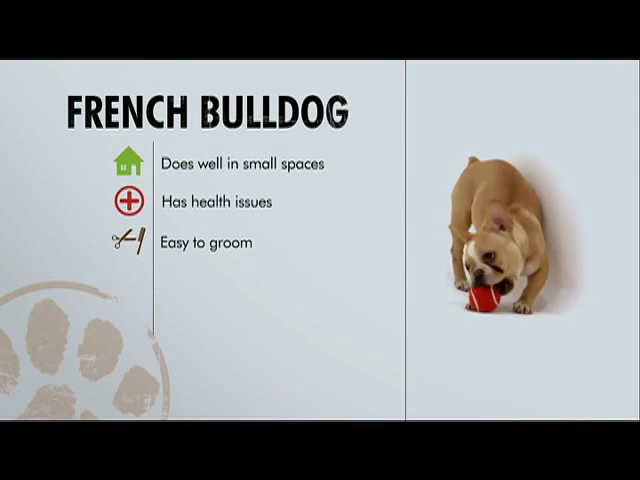 FRENCH BULLDOG
Does well in small spaces
Has health issues
Easy to groom